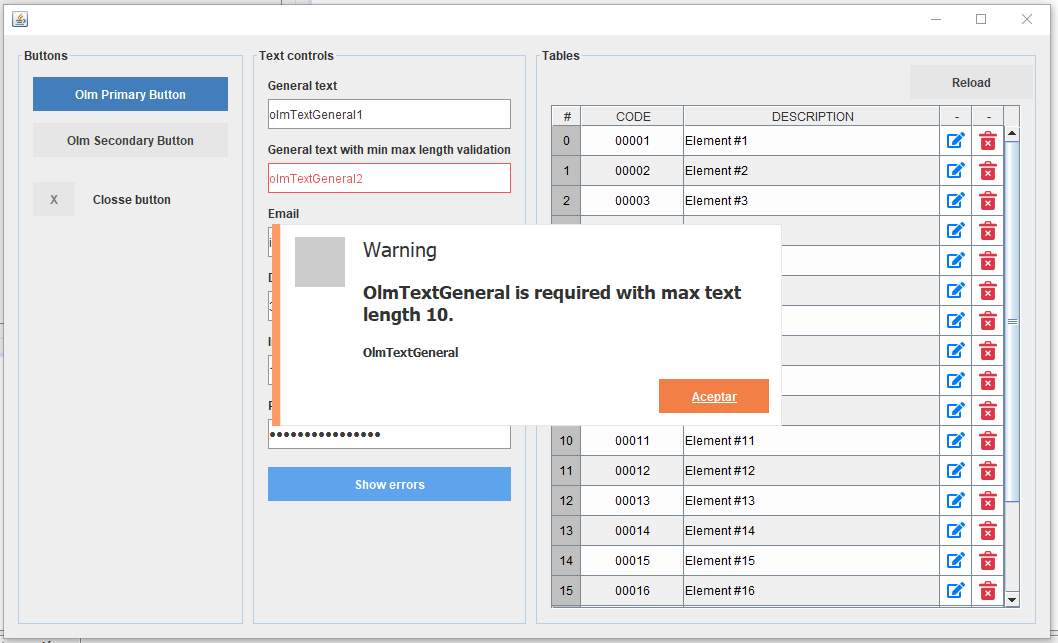 Buttons
Olm Primary Button
Olm Secondary Button
X Closse button
Text controls
General text
olmTextGeneral1
General text with min max length validation
olmTextGeneral2
Email
••••••••••••••••
Show errors
Warning
OlmTextGeneral is required with max text
length 10.
OlmTextGeneral
Aceptar
Tables
Reload
# CODE DESCRIPTION - -
0 00001 Element #1
1 00002 Element #2
2 00003 Element #3
10 00011 Element #11
11 00012 Element #12
12 00013 Element #13
13 00014 Element #14
14 00015 Element #15
15 00016 Element #16